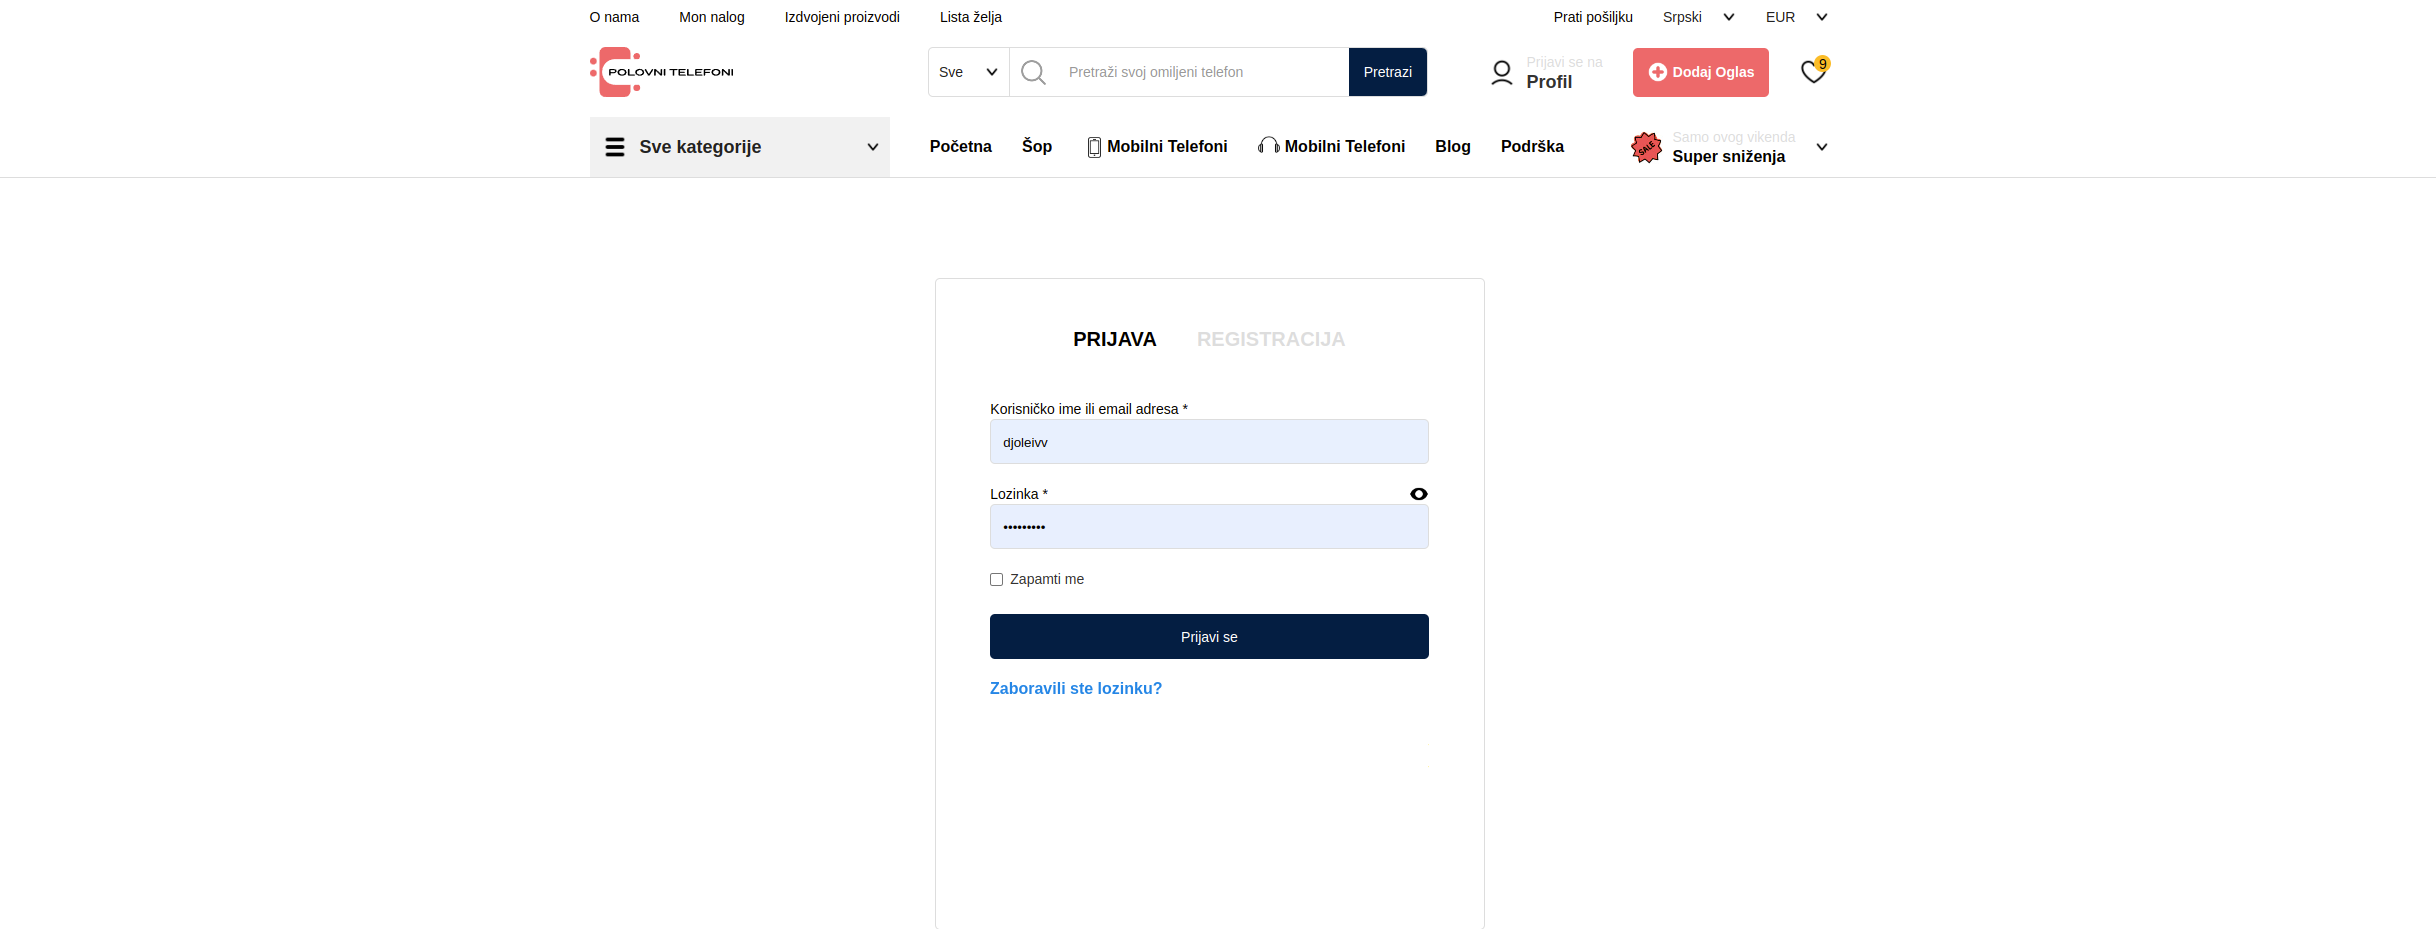 O nama Mon nalog Izdvojeni proizvodi Lista želja Prati pošiljku Srpski EUR
POLOVNI TELEFONI Sve Pretraži svoj omiljeni telefon Pretrazi Prijavi se na Profil Dodaj Oglas 9
Sve kategorije Početna Šop Mobilni Telefoni Mobilni Telefoni Blog Podrška SALE Samo ovog vikenda
Super sniženja
PRIJAVA REGISTRACIJA
Korisničko ime ili email adresa *
djoleivv
Lozinka *
•••••••••
Zapamti me
Prijavi se
Zaboravili ste lozinku?